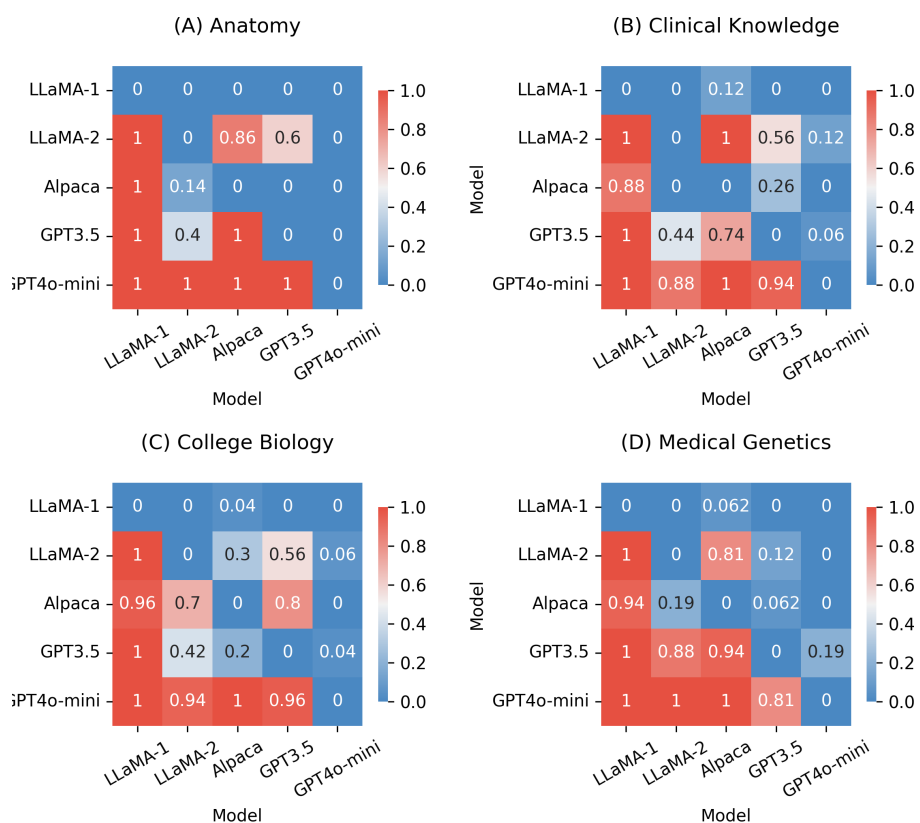 (A) Anatomy
LLaMA-1 0 0 0 0 0
LLaMA-2 1 0 0.86 0.6 0
Alpaca 1 0.14 0 0 0
GPT3.5 1 0.4 1 0 0
GPT4o-mini 1 1 1 1 0
1.0
0.8
0.6
0.4
0.2
0.0
LLaMA-1 LLaMA-2 Alpaca GPT3.5 GPT4o-mini
Model
(B) Clinical Knowledge
Model
LLaMA-1 0 0 0.12 0 0
LLaMA-2 1 0 1 0.56 0.12
Alpaca 0.88 0 0 0.26 0
GPT3.5 1 0.44 0.74 0 0.06
GPT4o-mini 1 0.88 1 0.94 0
1.0
0.8
0.6
0.4
0.2
0.0
LLaMA-1 LLaMA-2 Alpaca GPT3.5 GPT4o-mini
Model
(C) College Biology
LLaMA-1 0 0 0.04 0 0
LLaMA-2 1 0 0.3 0.56 0.06
Alpaca 0.96 0.7 0 0.8 0
GPT3.5 1 0.42 0.2 0 0.04
GPT4o-mini 1 0.94 1 0.96 0
1.0
0.8
0.6
0.4
0.2
0.0
LLaMA-1 LLaMA-2 Alpaca GPT3.5 GPT4o-mini
Model
(D) Medical Genetics
Model
LLaMA-1 0 0 0.062 0 0
LLaMA-2 1 0 0.81 0.12 0
Alpaca 0.94 0.19 0 0.062 0
GPT3.5 1 0.88 0.94 0 0.19
GPT4o-mini 1 1 1 0.81 0
1.0
0.8
0.6
0.4
0.2
0.0
LLaMA-1 LLaMA-2 Alpaca GPT3.5 GPT4o-mini
Model